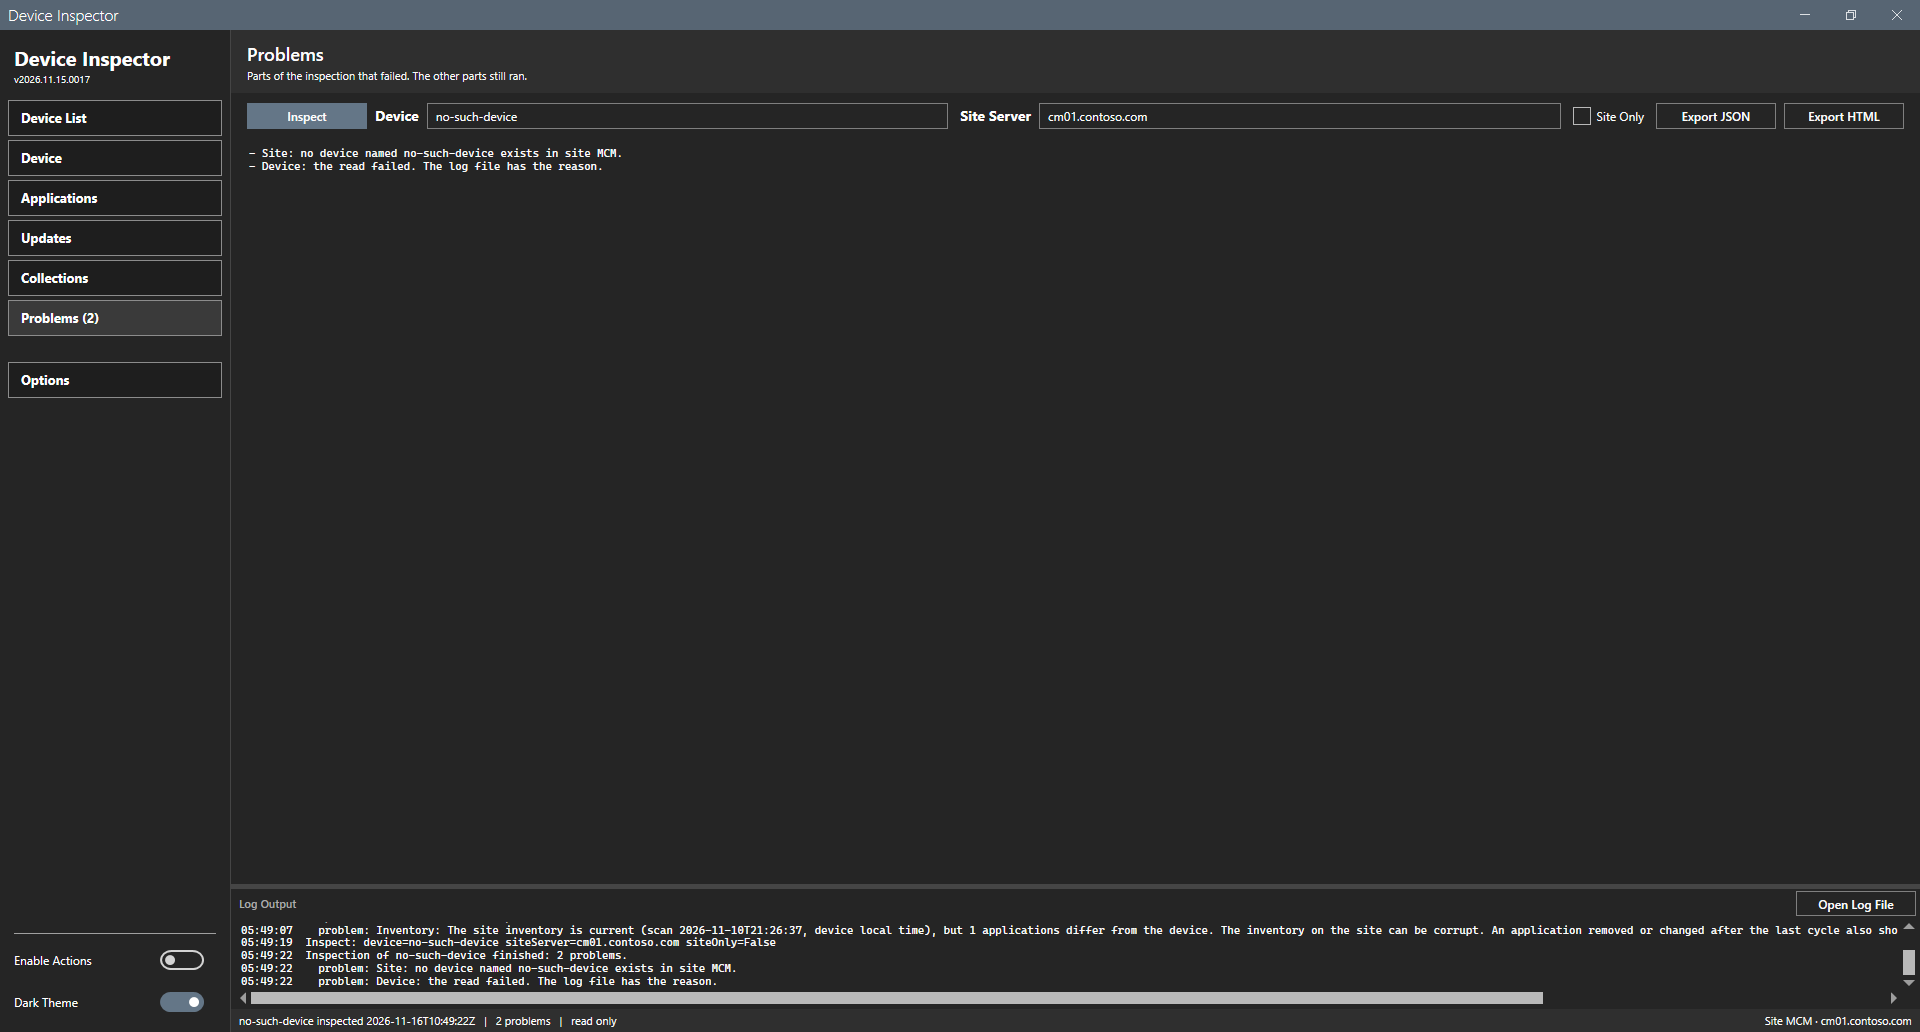 Device Inspector
Device Inspector
v2026.11.15.0017
Device List
Device
Applications
Updates
Collections
Problems (2)
Options
Enable Actions
Dark Theme
Problems
Parts of the inspection that failed. The other parts still ran.
Inspect Device no-such-device Site Server cm01.contoso.com Site Only Export JSON Export HTML
- Site: no device named no-such-device exists in site MCM.
- Device: the read failed. The log file has the reason.
Log Output Open Log File
05:49:07 problem: Inventory: The site inventory is current (scan 2026-11-10T21:26:37, device local time), but 1 applications differ from the device. The inventory on the site can be corrupt. An application removed or changed after the last cycle also sho
05:49:19 Inspect: device=no-such-device siteServer=cm01.contoso.com siteOnly=False
05:49:22 Inspection of no-such-device finished: 2 problems.
05:49:22 problem: Site: no device named no-such-device exists in site MCM.
05:49:22 problem: Device: the read failed. The log file has the reason.
no-such-device inspected 2026-11-16T10:49:22Z | 2 problems | read only Site MCM · cm01.contoso.com